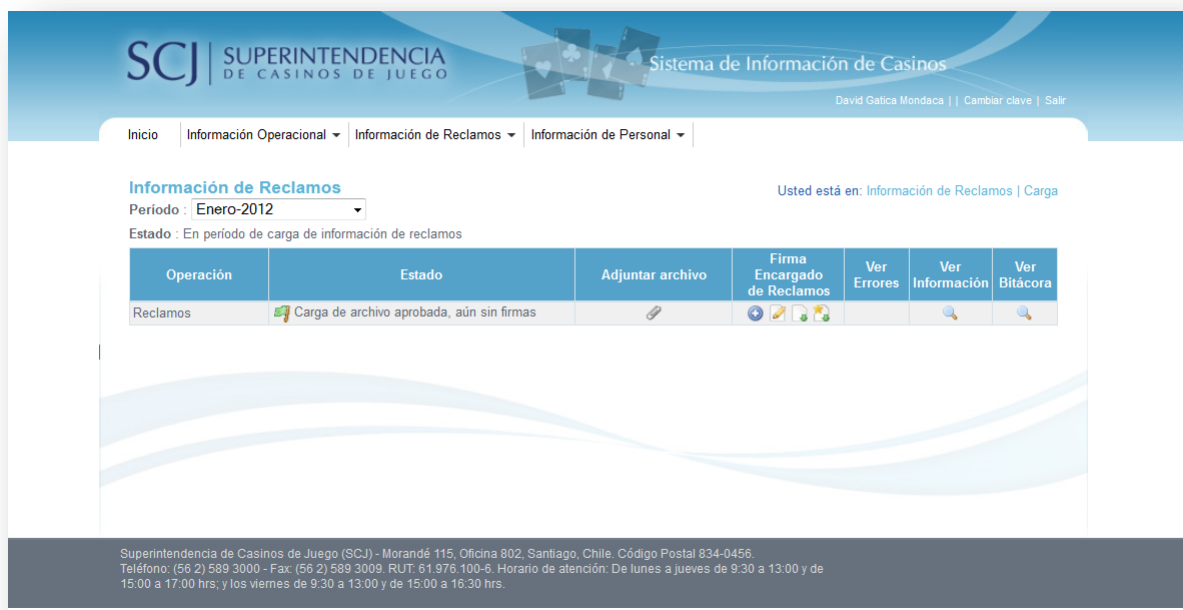 SCJ SUPERINTENDENCIA
DE CASINOS DE JUEGO
Sistema de Información de Casinos
David Gatica Mondaca | | Cambiar clave | Salir
Inicio Información Operacional Información de Reclamos Información de Personal
Información de Reclamos
Usted está en: Información de Reclamos | Carga
Período : Enero-2012
Estado : En período de carga de información de reclamos
Operación Estado Adjuntar archivo Firma Encargado de Reclamos Ver Errores Ver Información Ver Bitácora
Reclamos Carga de archivo aprobada, aún sin firmas
Superintendencia de Casinos de Juego (SCJ) - Morandé 115, Oficina 802, Santiago, Chile. Código Postal 834-0456.
Teléfono: (56 2) 589 3000 - Fax: (56 2) 589 3009. RUT: 61.976.100-6. Horario de atención: De lunes a jueves de 9:30 a 13:00 y de
15:00 a 17:00 hrs; y los viernes de 9:30 a 13:00 y de 15:00 a 16:30 hrs.